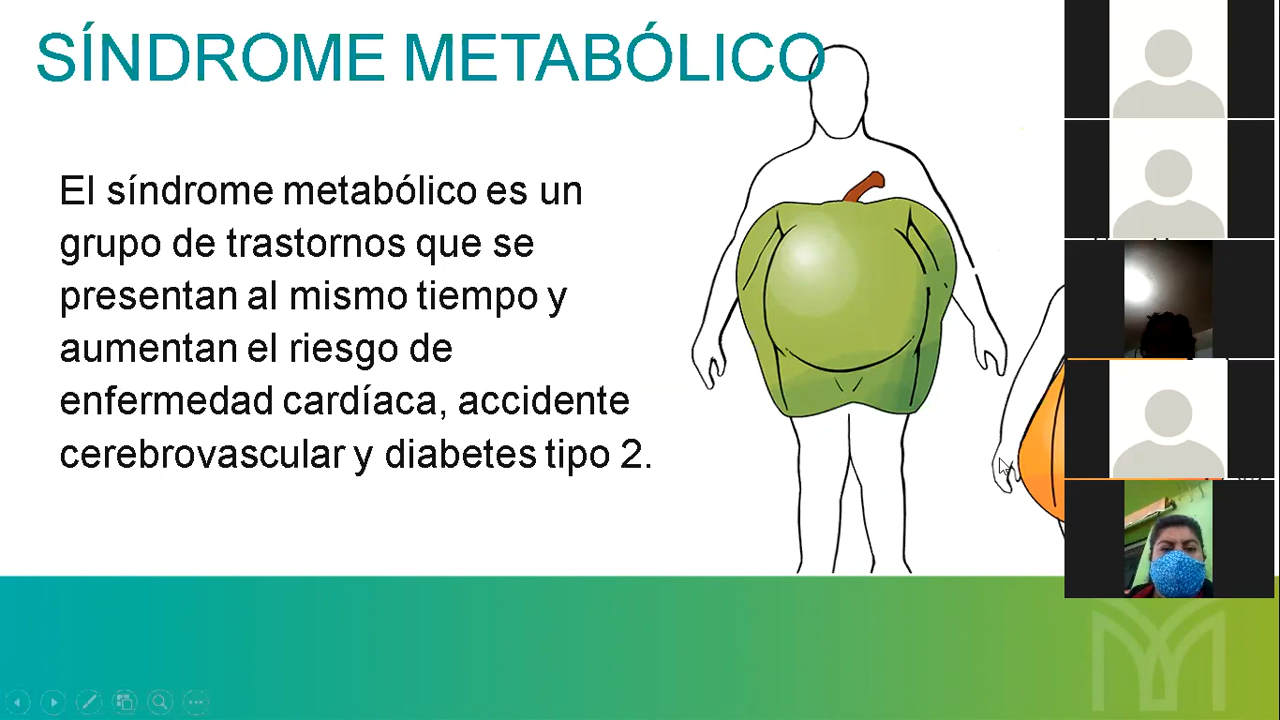 SÍNDROME METABÓLICO
El síndrome metabólico es un
grupo de trastornos que se
presentan al mismo tiempo y
aumentan el riesgo de
enfermedad cardíaca, accidente
cerebrovascular y diabetes tipo 2.